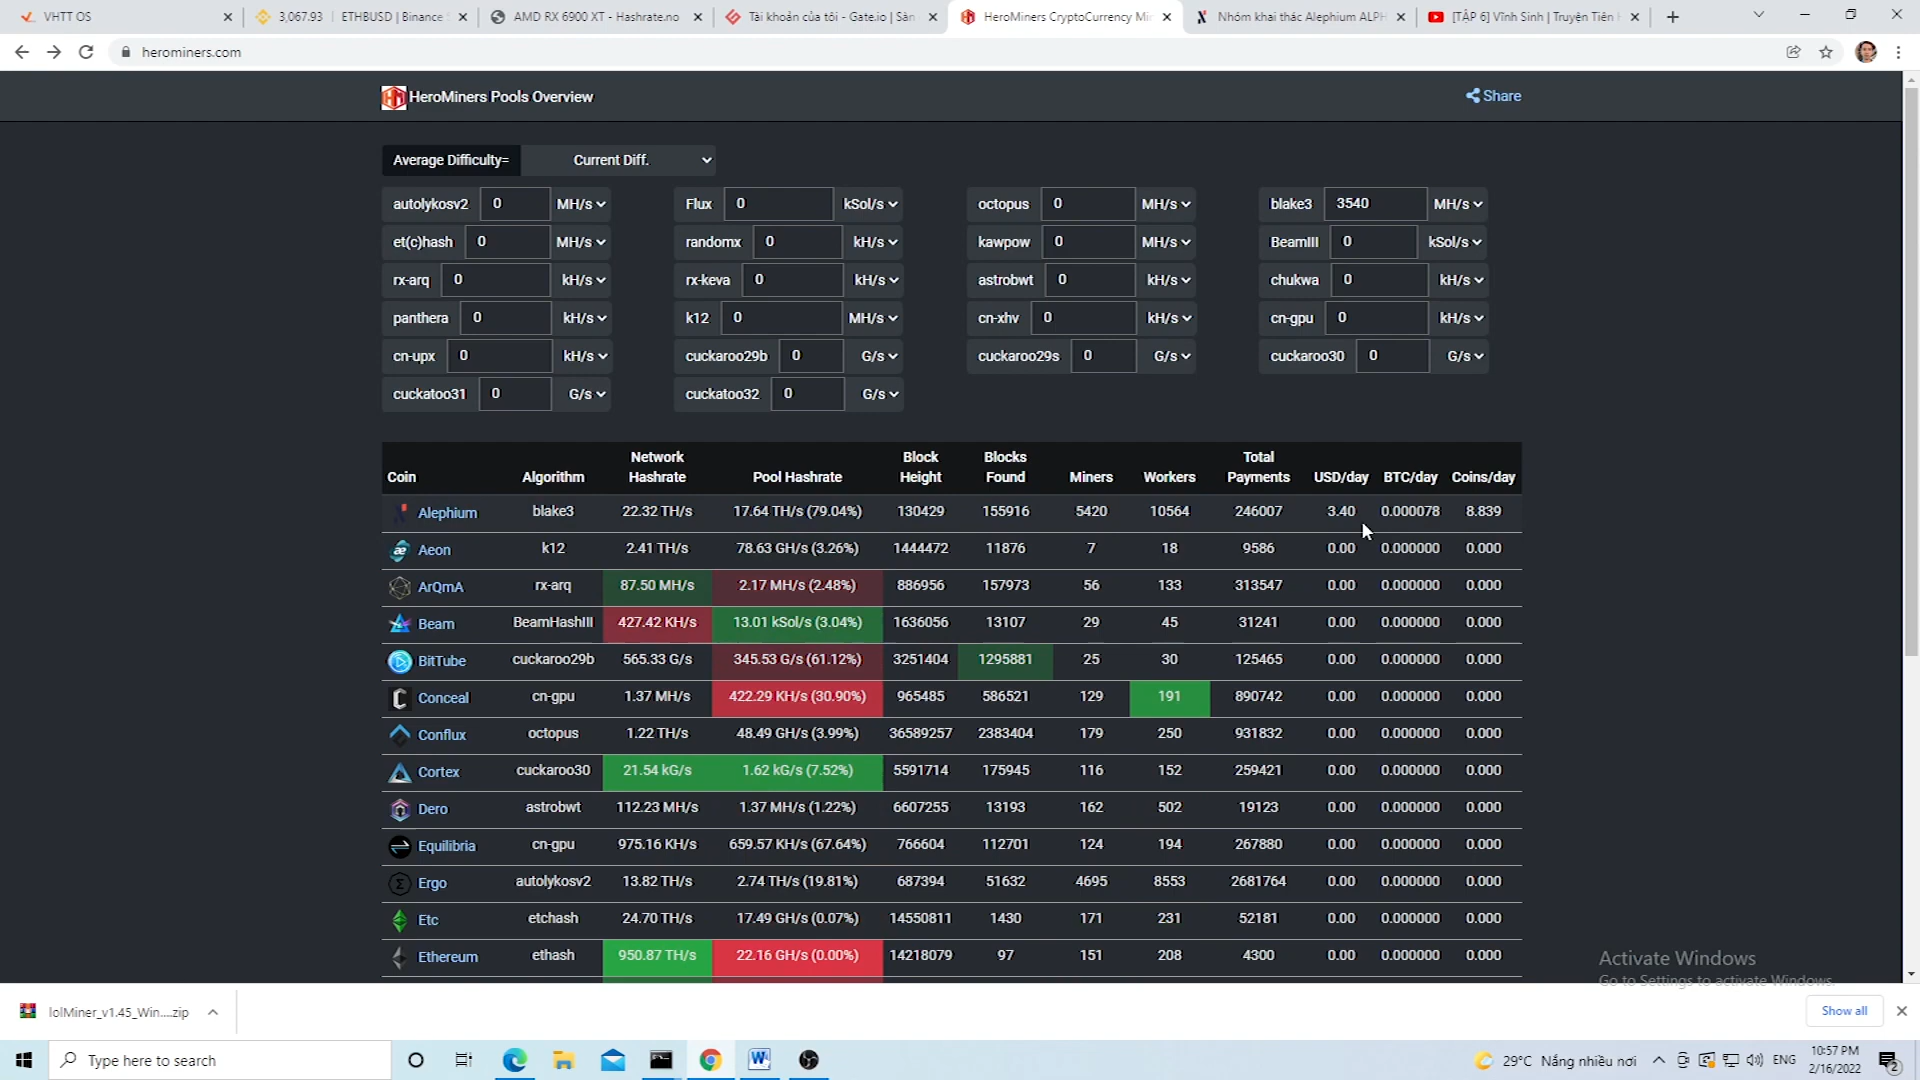 VHTT OS
3,067.93 | ETHBUSD | Binance
AMD RX 6900 XT - Hashrate.no
Tài khoản của tôi - Gate.io | Sàn
HeroMiners CryptoCurrency Mi
Nhóm khai thác Alephium ALPH
[TẬP 6] Vĩnh Sinh | Truyện Tiên
herominers.com
HeroMiners Pools Overview
Share
Average Difficulty= Current Diff.
autolykosv2 0 MH/s Flux 0 kSol/s octopus 0 MH/s blake3 3540 MH/s
et(c)hash 0 MH/s randomx 0 kH/s kawpow 0 MH/s BeamIII 0 kSol/s
rx-arq 0 kH/s rx-keva 0 kH/s astrobwt 0 kH/s chukwa 0 kH/s
panthera 0 kH/s k12 0 MH/s cn-xhv 0 kH/s cn-gpu 0 kH/s
cn-upx 0 kH/s cuckaroo29b 0 G/s cuckaroo29s 0 G/s cuckaroo30 0 G/s
cuckatoo31 0 G/s cuckatoo32 0 G/s
Coin Algorithm Network Hashrate Pool Hashrate Block Height Blocks Found Miners Workers Total Payments USD/day BTC/day Coins/day
Alephium blake3 22.32 TH/s 17.64 TH/s (79.04%) 130429 155916 5420 10564 246007 3.40 0.000078 8.839
Aeon k12 2.41 TH/s 78.63 GH/s (3.26%) 1444472 11876 7 18 9586 0.00 0.000000 0.000
ArQmA rx-arq 87.50 MH/s 2.17 MH/s (2.48%) 886956 157973 56 133 313547 0.00 0.000000 0.000
Beam BeamHashIII 427.42 KH/s 13.01 kSol/s (3.04%) 1636056 13107 29 45 31241 0.00 0.000000 0.000
BitTube cuckaroo29b 565.33 G/s 345.53 G/s (61.12%) 3251404 1295881 25 30 125465 0.00 0.000000 0.000
Conceal cn-gpu 1.37 MH/s 422.29 KH/s (30.90%) 965485 586521 129 191 890742 0.00 0.000000 0.000
Conflux octopus 1.22 TH/s 48.49 GH/s (3.99%) 36589257 2383404 179 250 931832 0.00 0.000000 0.000
Cortex cuckaroo30 21.54 kG/s 1.62 kG/s (7.52%) 5591714 175945 116 152 259421 0.00 0.000000 0.000
Dero astrobwt 112.23 MH/s 1.37 MH/s (1.22%) 6607255 13193 162 502 19123 0.00 0.000000 0.000
Equilibria cn-gpu 975.16 KH/s 659.57 KH/s (67.64%) 766604 112701 124 194 267880 0.00 0.000000 0.000
Ergo autolykosv2 13.82 TH/s 2.74 TH/s (19.81%) 687394 51632 4695 8553 2681764 0.00 0.000000 0.000
Etc etchash 24.70 TH/s 17.49 GH/s (0.07%) 14550811 1430 171 231 52181 0.00 0.000000 0.000
Ethereum ethash 950.87 TH/s 22.16 GH/s (0.00%) 14218079 97 151 208 4300 0.00 0.000000 0.000
Activate Windows
Go to Settings to activate Windows.
lolMiner_v1.45_Win....zip
Show all
Type here to search
29°C Nắng nhiều nơi
ENG
10:57 PM
2/16/2022
2